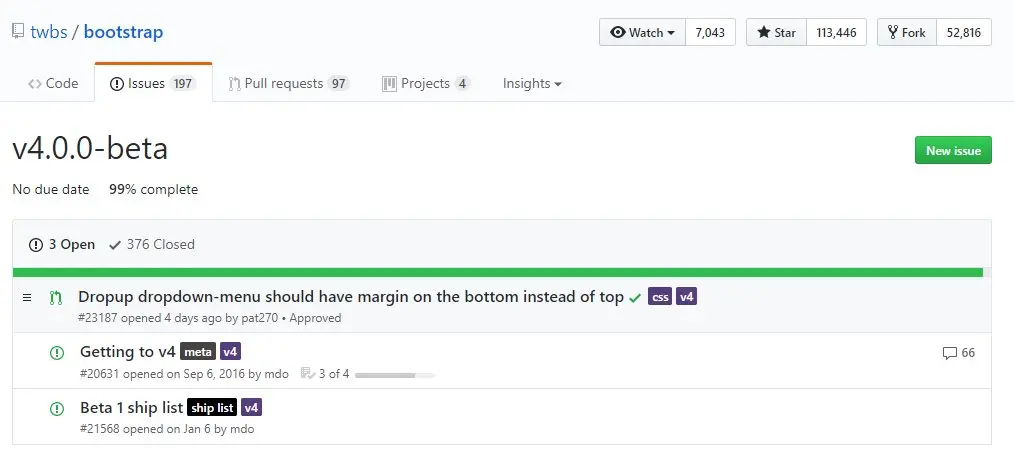 twbs / bootstrap Watch 7,043 Star 113,446 Fork 52,816
Code Issues 197 Pull requests 97 Projects 4 Insights
v4.0.0-beta New issue
No due date 99% complete
3 Open 376 Closed
Dropup dropdown-menu should have margin on the bottom instead of top css v4
#23187 opened 4 days ago by pat270 • Approved
Getting to v4 meta v4 66
#20631 opened on Sep 6, 2016 by mdo 3 of 4
Beta 1 ship list ship list v4
#21568 opened on Jan 6 by mdo